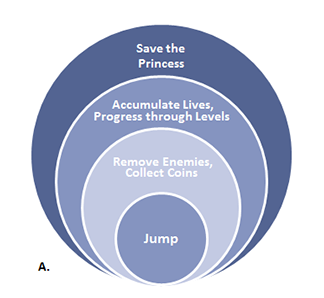 Save the
Princess
Accumulate Lives,
Progress through Levels
Remove Enemies,
Collect Coins
Jump
A.